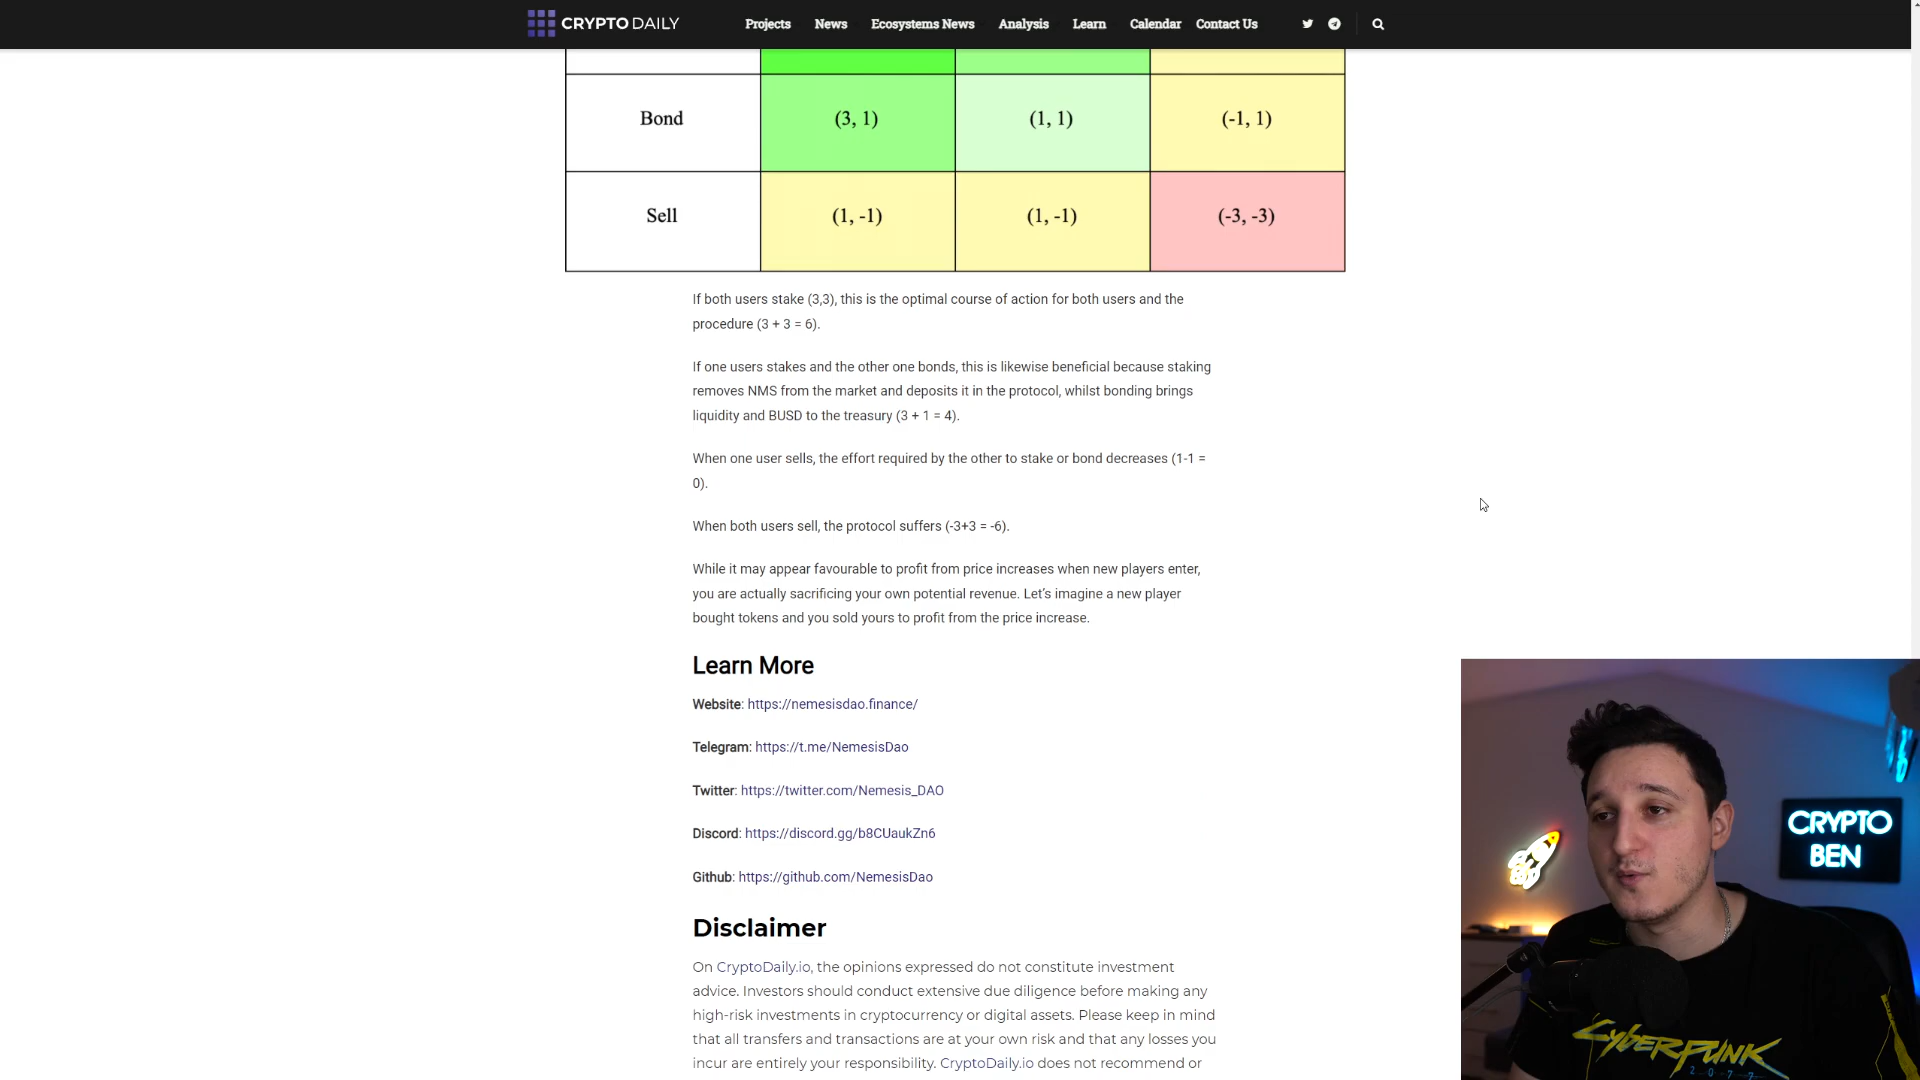 CRYPTO DAILY
Projects News Ecosystems News Analysis Learn Calendar Contact Us
Bond (3, 1) (1, 1) (-1, 1)
Sell (1, -1) (1, -1) (-3, -3)
If both users stake (3,3), this is the optimal course of action for both users and the
procedure (3 + 3 = 6).
If one users stakes and the other one bonds, this is likewise beneficial because staking
removes NMS from the market and deposits it in the protocol, whilst bonding brings
liquidity and BUSD to the treasury (3 + 1 = 4).
When one user sells, the effort required by the other to stake or bond decreases (1-1 =
0).
When both users sell, the protocol suffers (-3+3 = -6).
While it may appear favourable to profit from price increases when new players enter,
you are actually sacrificing your own potential revenue. Let's imagine a new player
bought tokens and you sold yours to profit from the price increase.
Learn More
Website: https://nemesisdao.finance/
Telegram: https://t.me/NemesisDao
Twitter: https://twitter.com/Nemesis_DAO
Discord: https://discord.gg/b8CUaukZn6
Github: https://github.com/NemesisDao
Disclaimer
On CryptoDaily.io, the opinions expressed do not constitute investment
advice. Investors should conduct extensive due diligence before making any
high-risk investments in cryptocurrency or digital assets. Please keep in mind
that all transfers and transactions are at your own risk and that any losses you
incur are entirely your responsibility. CryptoDaily.io does not recommend or
CRYPTO
BEN
CYBERPUNK
2077